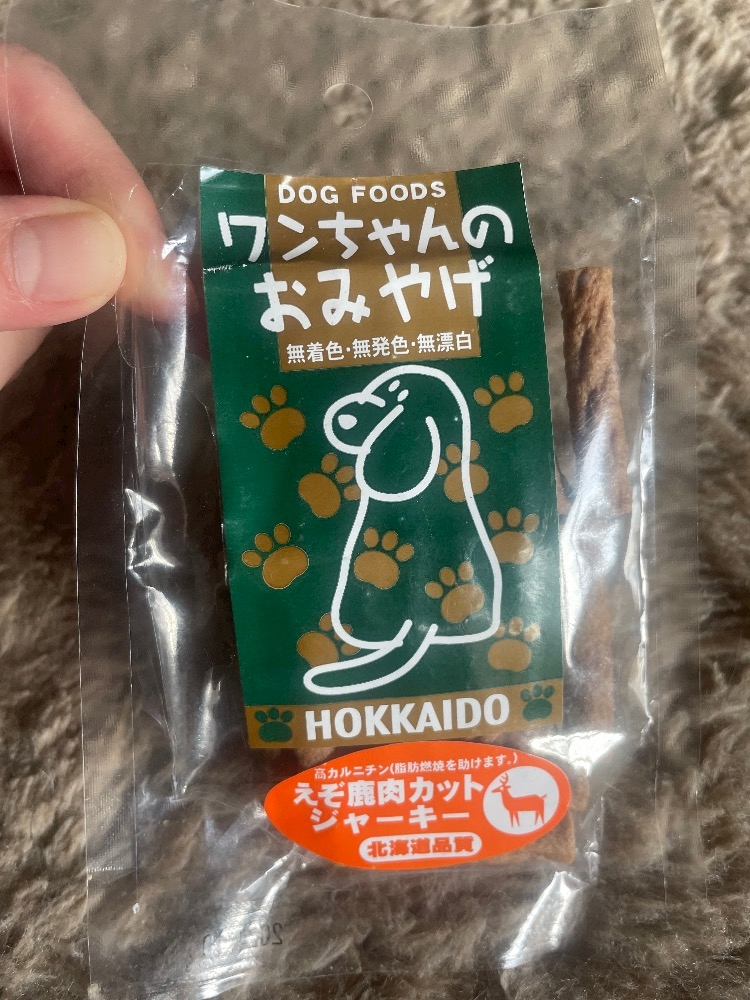 DOG FOODS
ワンちゃんの
おみやげ
無着色・無発色・無漂白
HOKKAIDO
高カルニチン(脂肪燃焼を助けます。)
えぞ鹿肉カット
ジャーキー
北海道品質